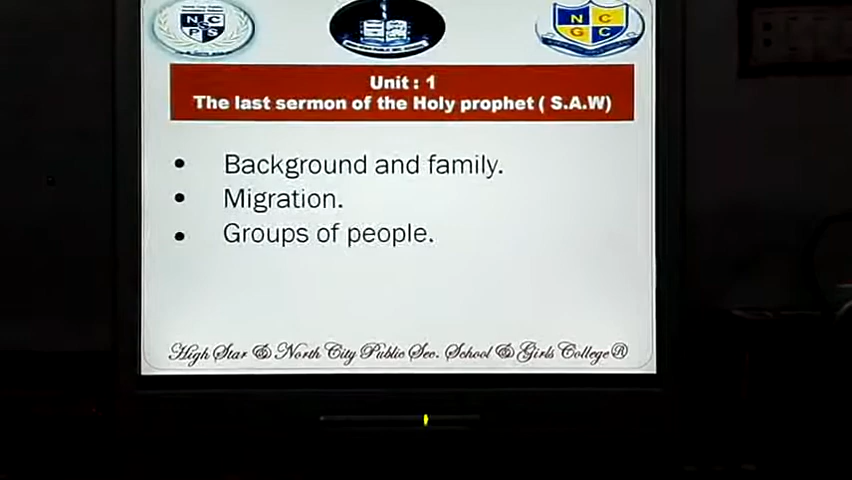 N C
P S
N C
G C
Unit : 1
The last sermon of the Holy prophet ( S.A.W)
• Background and family.
• Migration.
• Groups of people.
High Star & North City Public Sec. School & Girls College ®